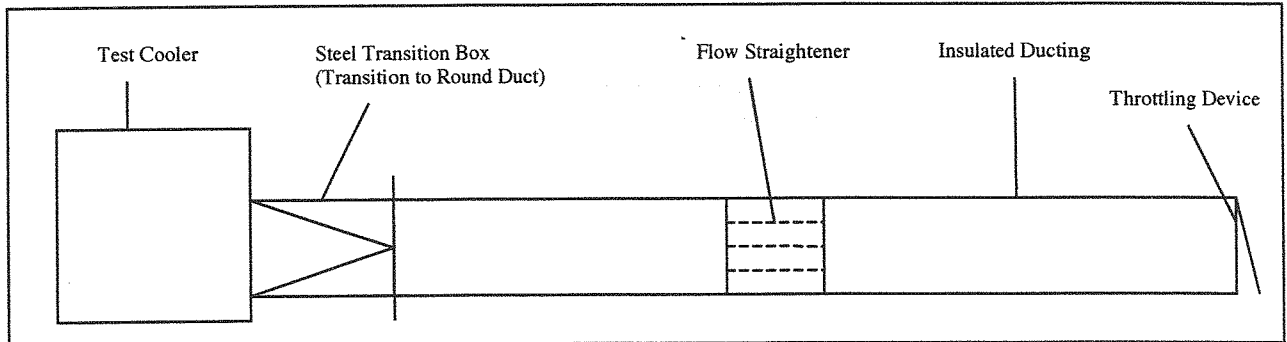 Test Cooler
Steel Transition Box
(Transition to Round Duct)
Flow Straightener
Insulated Ducting
Throttling Device